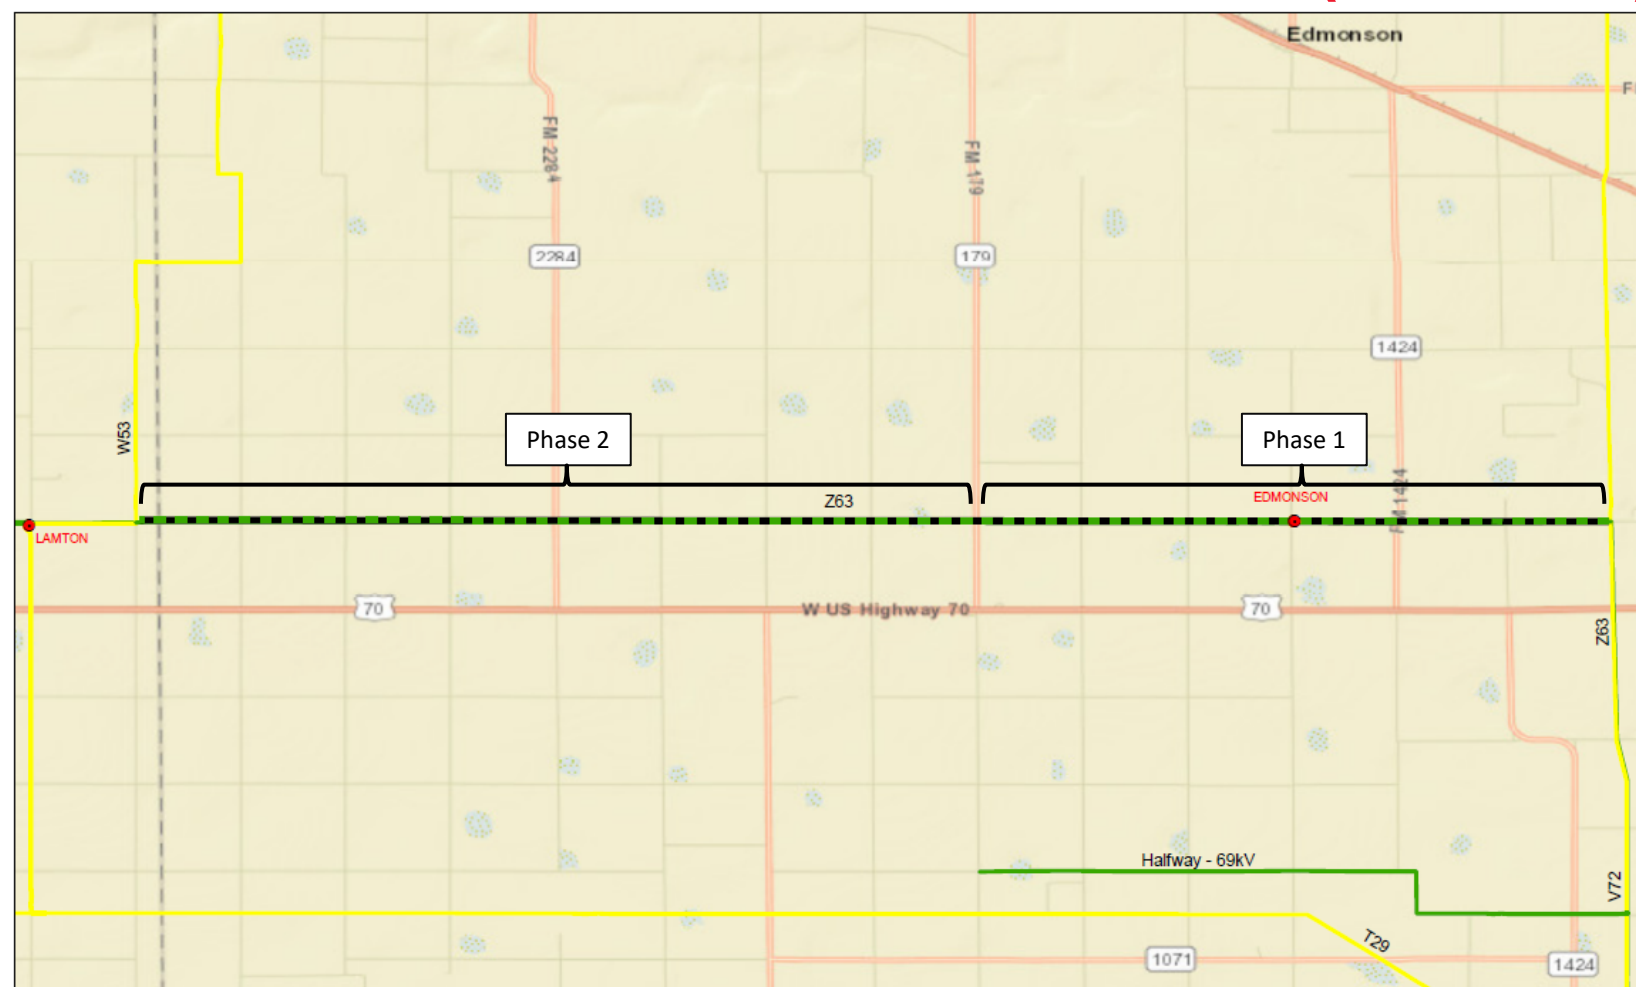 Edmonson
F
FM 2284
FM 179
2284
179
1424
W53
Phase 2
Phase 1
Z63
EDMONSON
FM 1424
LAMTON
70
W US Highway 70
70
Z63
Halfway - 69kV
V72
T29
1071
1424